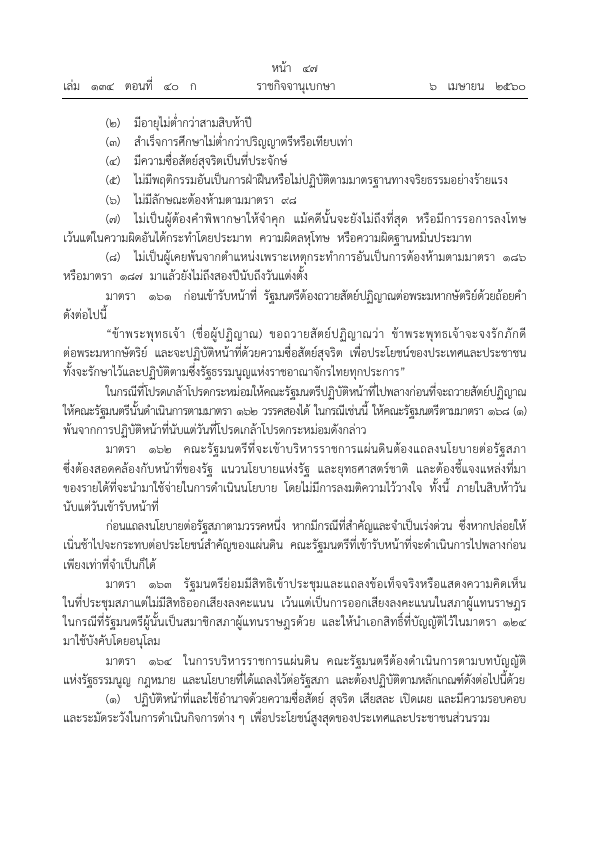 หน้า ๔๗
เล่ม ๑๓๔ ตอนที่ ๔๐ ก ราชกิจจานุเบกษา ๖ เมษายน ๒๕๖๐
(๒) มีอายุไม่ต่ำกว่าสามสิบห้าปี
(๓) สำเร็จการศึกษาไม่ต่ำกว่าปริญญาตรีหรือเทียบเท่า
(๔) มีความซื่อสัตย์สุจริตเป็นที่ประจักษ์
(๕) ไม่มีพฤติกรรมอันเป็นการฝ่าฝืนหรือไม่ปฏิบัติตามมาตรฐานทางจริยธรรมอย่างร้ายแรง
(๖) ไม่มีลักษณะต้องห้ามตามมาตรา ๙๘
(๗) ไม่เป็นผู้ต้องคำพิพากษาให้จำคุก แม้คดีนั้นจะยังไม่ถึงที่สุด หรือมีการรอการลงโทษ
เว้นแต่ในความผิดอันได้กระทำโดยประมาท ความผิดลหุโทษ หรือความผิดฐานหมิ่นประมาท
(๘) ไม่เป็นผู้เคยพ้นจากตำแหน่งเพราะเหตุกระทำการอันเป็นการต้องห้ามตามมาตรา ๑๘๖
หรือมาตรา ๑๘๗ มาแล้วยังไม่ถึงสองปีนับถึงวันแต่งตั้ง
มาตรา ๑๖๑ ก่อนเข้ารับหน้าที่ รัฐมนตรีต้องถวายสัตย์ปฏิญาณต่อพระมหากษัตริย์ด้วยถ้อยคำ
ดังต่อไปนี้
“ข้าพระพุทธเจ้า (ชื่อผู้ปฏิญาณ) ขอถวายสัตย์ปฏิญาณว่า ข้าพระพุทธเจ้าจะจงรักภักดี
ต่อพระมหากษัตริย์ และจะปฏิบัติหน้าที่ด้วยความซื่อสัตย์สุจริต เพื่อประโยชน์ของประเทศและประชาชน
ทั้งจะรักษาไว้และปฏิบัติตามซึ่งรัฐธรรมนูญแห่งราชอาณาจักรไทยทุกประการ”
ในกรณีที่โปรดเกล้าโปรดกระหม่อมให้คณะรัฐมนตรีปฏิบัติหน้าที่ไปพลางก่อนที่จะถวายสัตย์ปฏิญาณ
ให้คณะรัฐมนตรีนั้นดำเนินการตามมาตรา ๑๖๒ วรรคสองได้ ในกรณีเช่นนี้ ให้คณะรัฐมนตรีตามมาตรา ๑๖๘ (๑)
พ้นจากการปฏิบัติหน้าที่นับแต่วันที่โปรดเกล้าโปรดกระหม่อมดังกล่าว
มาตรา ๑๖๒ คณะรัฐมนตรีที่จะเข้าบริหารราชการแผ่นดินต้องแถลงนโยบายต่อรัฐสภา
ซึ่งต้องสอดคล้องกับหน้าที่ของรัฐ แนวนโยบายแห่งรัฐ และยุทธศาสตร์ชาติ และต้องชี้แจงแหล่งที่มา
ของรายได้ที่จะนำมาใช้จ่ายในการดำเนินนโยบาย โดยไม่มีการลงมติความไว้วางใจ ทั้งนี้ ภายในสิบห้าวัน
นับแต่วันเข้ารับหน้าที่
ก่อนแถลงนโยบายต่อรัฐสภาตามวรรคหนึ่ง หากมีกรณีที่สำคัญและจำเป็นเร่งด่วน ซึ่งหากปล่อยให้
เนิ่นช้าไปจะกระทบต่อประโยชน์สำคัญของแผ่นดิน คณะรัฐมนตรีที่เข้ารับหน้าที่จะดำเนินการไปพลางก่อน
เพียงเท่าที่จำเป็นก็ได้
มาตรา ๑๖๓ รัฐมนตรีย่อมมีสิทธิเข้าประชุมและแถลงข้อเท็จจริงหรือแสดงความคิดเห็น
ในที่ประชุมสภาแต่ไม่มีสิทธิออกเสียงลงคะแนน เว้นแต่เป็นการออกเสียงลงคะแนนในสภาผู้แทนราษฎร
ในกรณีที่รัฐมนตรีผู้นั้นเป็นสมาชิกสภาผู้แทนราษฎรด้วย และให้นำเอกสิทธิ์ที่บัญญัติไว้ในมาตรา ๑๒๔
มาใช้บังคับโดยอนุโลม
มาตรา ๑๖๔ ในการบริหารราชการแผ่นดิน คณะรัฐมนตรีต้องดำเนินการตามบทบัญญัติ
แห่งรัฐธรรมนูญ กฎหมาย และนโยบายที่ได้แถลงไว้ต่อรัฐสภา และต้องปฏิบัติตามหลักเกณฑ์ดังต่อไปนี้ด้วย
(๑) ปฏิบัติหน้าที่และใช้อำนาจด้วยความซื่อสัตย์ สุจริต เสียสละ เปิดเผย และมีความรอบคอบ
และระมัดระวังในการดำเนินกิจการต่าง ๆ เพื่อประโยชน์สูงสุดของประเทศและประชาชนส่วนรวม